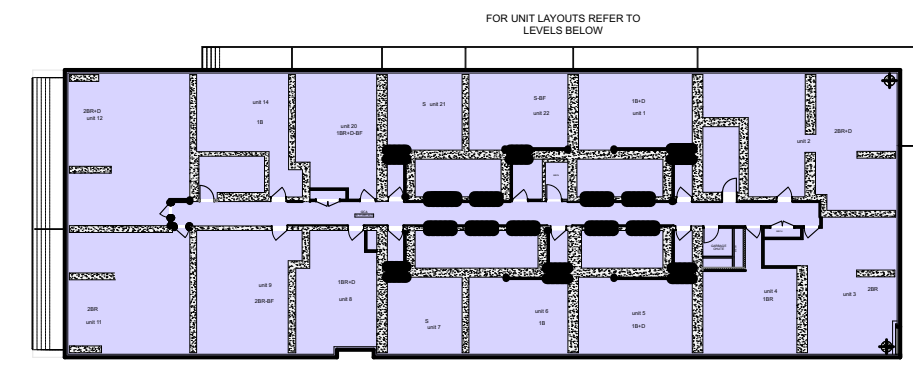 FOR UNIT LAYOUTS REFER TO
LEVELS BELOW
2BR+D
unit 12
unit 14
1B
unit 20
1BR+D-BF
S unit 21
S-BF
unit 22
1B+D
unit 1
unit 2
2BR+D
GARBAGE
CHUTE
2BR
unit 11
unit 9
2BR-BF
1BR+D
unit 8
S
unit 7
unit 6
1B
unit 5
1B+D
unit 4
1BR
2BR
unit 3